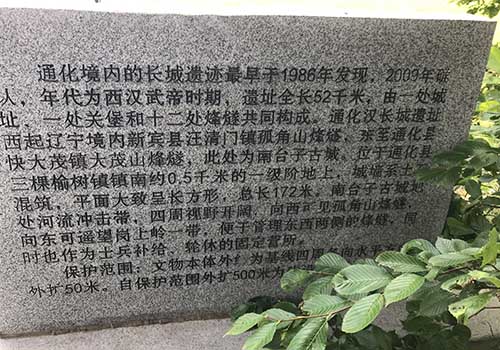 通化境内的长城遗迹最早于1986年发现，2009年确
人，年代为西汉武帝时期，遗址全长52千米，由一处城
址、一处关堡和十二处烽燧共同构成。通化汉长城遗址
西起辽宁境内新宾县汪清门镇孤角山烽燧，东至通化县
快大茂镇大茂山烽燧，此处为南台子古城，位于通化县
三棵榆树镇镇南约0.5千米的一级阶地上，城墙系土
混筑，平面大致呈长方形，总长172米。南台子古城地
处河流冲击带，四周视野开阔，向西可见孤角山烽燧，
向东可遥望岗上岭一带，便于管理东西两侧的烽燧，同
时也作为士兵补给、轮休的固定营所。
保护范围：文物本体外扩为基线四周各向水平方
外扩50米。自保护范围外扩500米为